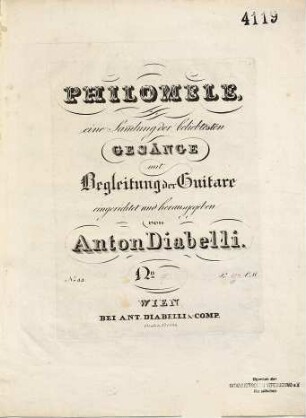 4119
PHILOMELE,
eine Samlung der beliebtesten
GESÄNGE
mit
Begleitung der Guitare
eingerichtet und herausgegeben
von
Anton Diabelli.
No
WIEN
BEI ANT. DIABELLI & COMP.